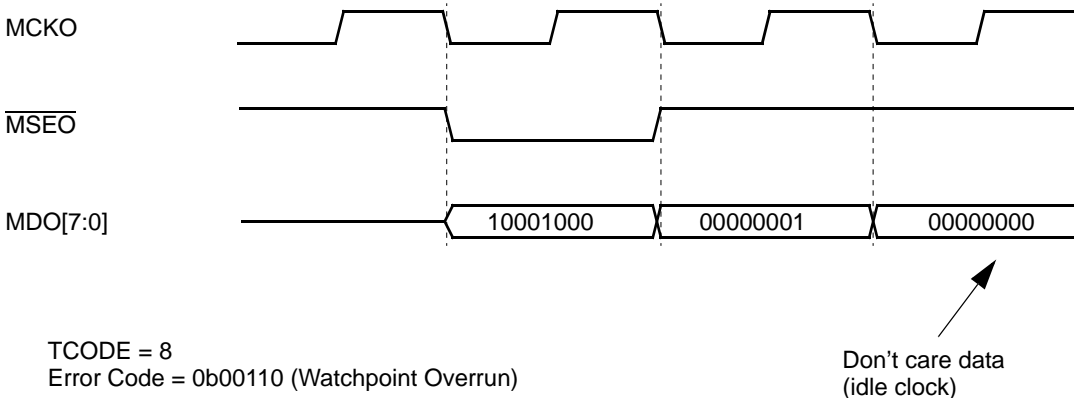 MCKO
MSEO
MDO[7:0]
10001000
00000001
00000000
TCODE = 8
Error Code = 0b00110 (Watchpoint Overrun)
Don't care data
(idle clock)